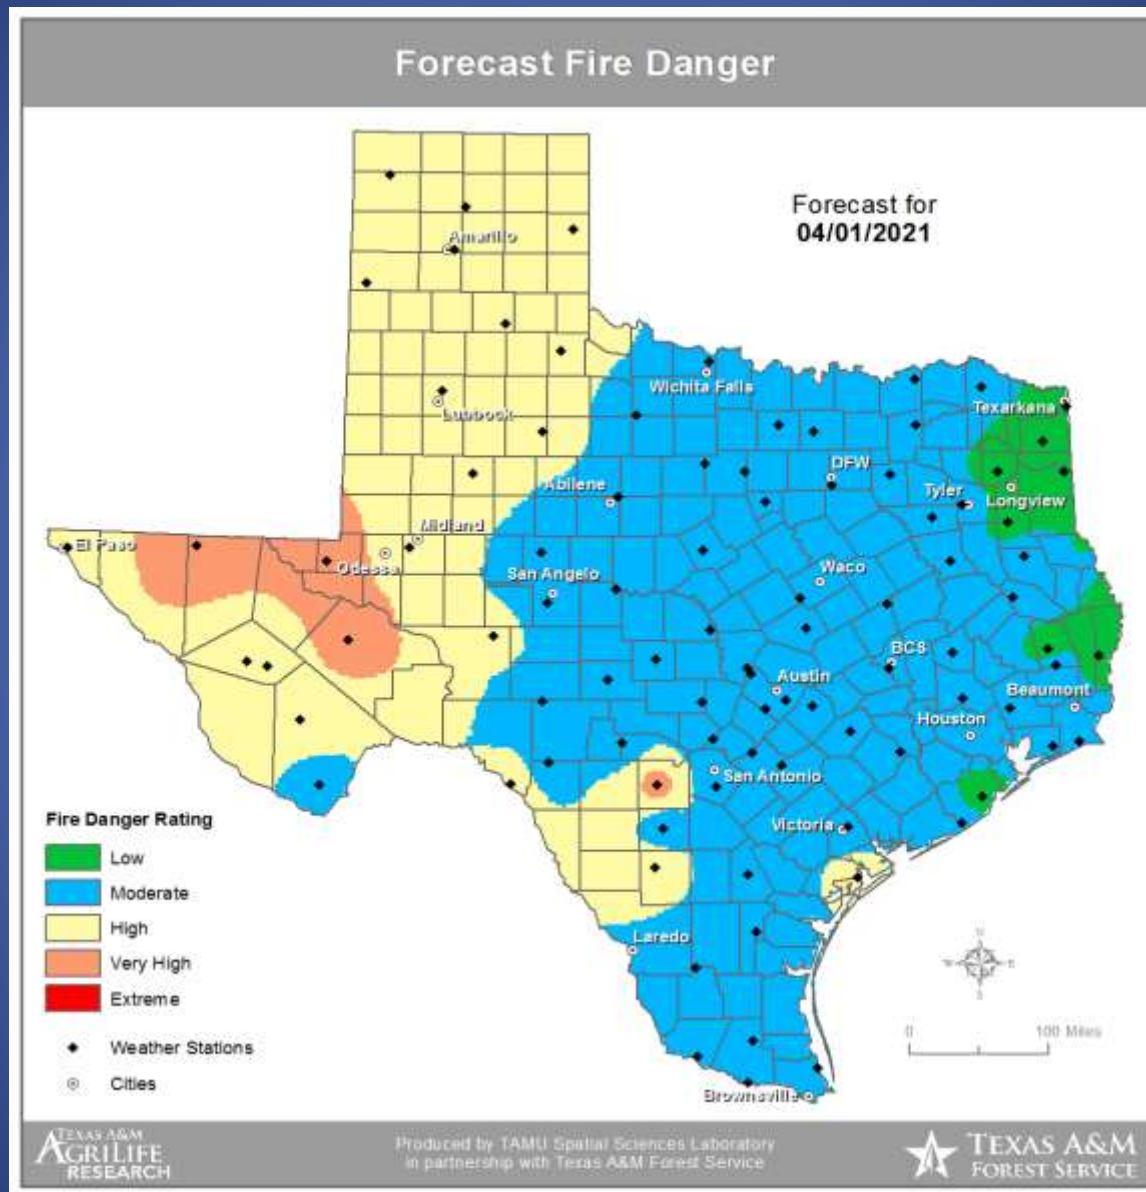 Forecast Fire Danger
Forecast for
04/01/2021
Amarillo
Wichita Falls
Lubbock
Texarkana
DFW
Abilene
Tyler
Longview
Midland
El Paso
Odessa
San Angelo
Waco
BCS
Austin
Beaumont
Houston
San Antonio
Victoria
Laredo
Brownsville
Fire Danger Rating
Low
Moderate
High
Very High
Extreme
Weather Stations
Cities
N
W E
S
0 100 Miles
TEXAS A&M
AGRILIFE
RESEARCH
Produced by TAMU Spatial Sciences Laboratory
in partnership with Texas A&M Forest Service
TEXAS A&M
FOREST SERVICE